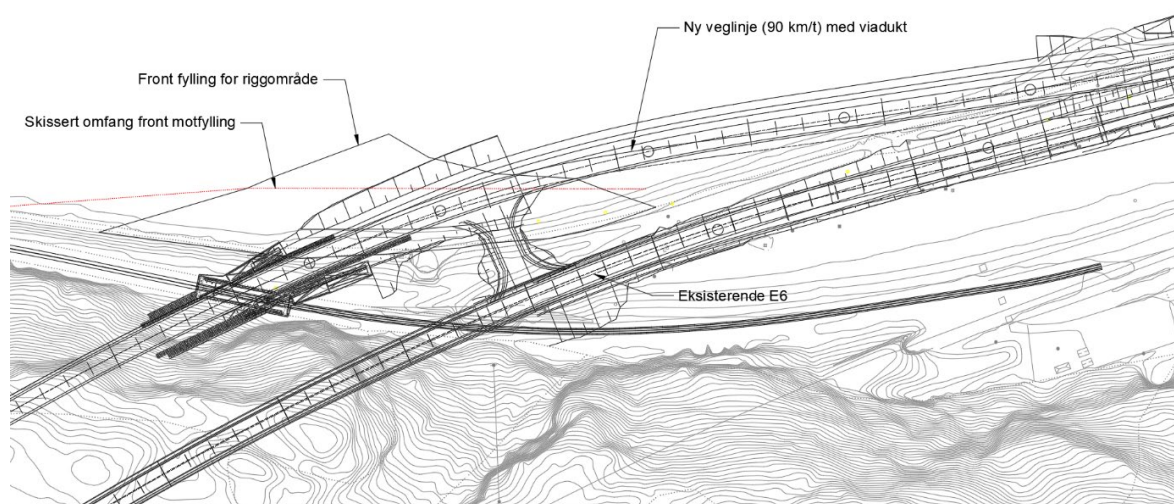 Ny veglinje (90 km/t) med viadukt
Front fylling for riggområde
Skissert omfang front motfylling
Eksisterende E6